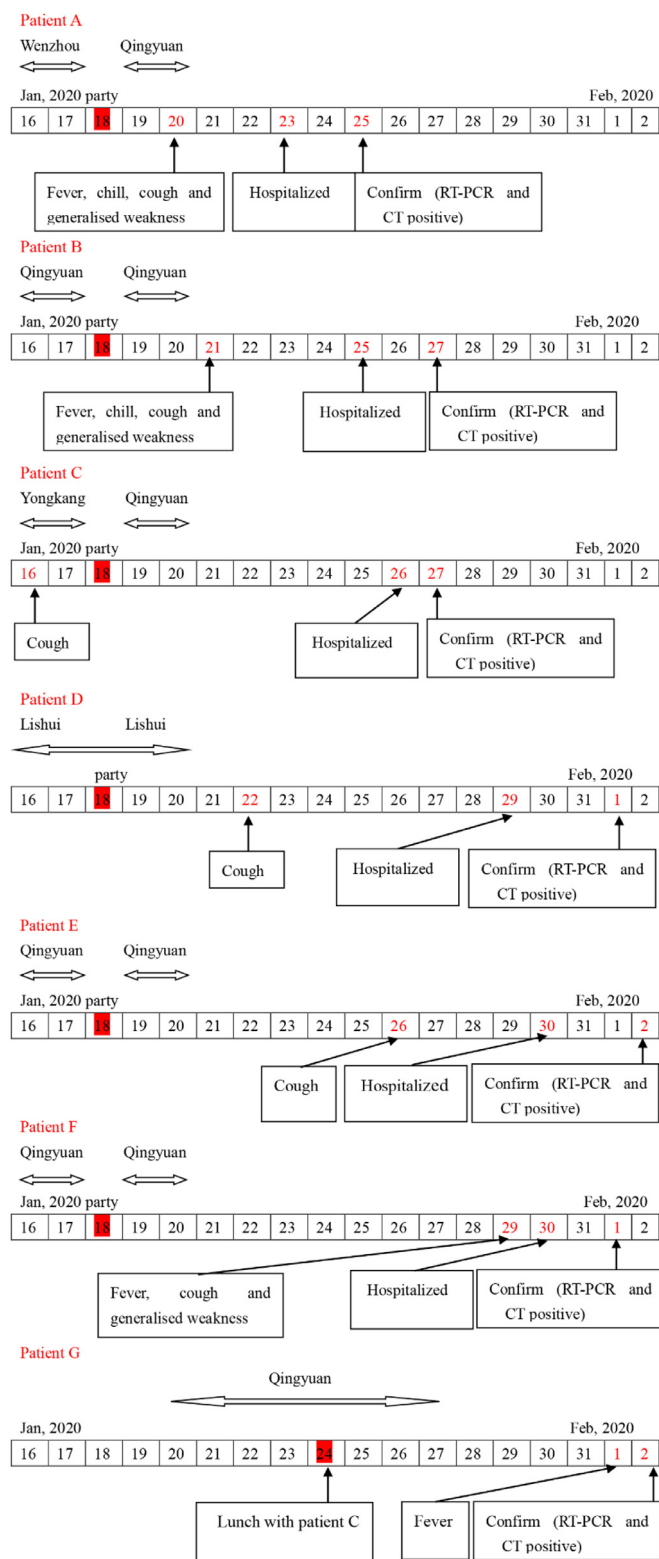 Patient A
Wenzhou Qingyuan
Jan, 2020 party Feb, 2020
16 17 18 19 20 21 22 23 24 25 26 27 28 29 30 31 1 2
Fever, chill, cough and
generalised weakness
Hospitalized
Confirm (RT-PCR and
CT positive)
Patient B
Qingyuan Qingyuan
Jan, 2020 party Feb, 2020
16 17 18 19 20 21 22 23 24 25 26 27 28 29 30 31 1 2
Fever, chill, cough and
generalised weakness
Hospitalized
Confirm (RT-PCR and
CT positive)
Patient C
Yongkang Qingyuan
Jan, 2020 party Feb, 2020
16 17 18 19 20 21 22 23 24 25 26 27 28 29 30 31 1 2
Cough
Hospitalized
Confirm (RT-PCR and
CT positive)
Patient D
Lishui Lishui
party Feb, 2020
16 17 18 19 20 21 22 23 24 25 26 27 28 29 30 31 1 2
Cough
Hospitalized
Confirm (RT-PCR and
CT positive)
Patient E
Qingyuan Qingyuan
Jan, 2020 party Feb, 2020
16 17 18 19 20 21 22 23 24 25 26 27 28 29 30 31 1 2
Cough
Hospitalized
Confirm (RT-PCR and
CT positive)
Patient F
Qingyuan Qingyuan
Jan, 2020 party Feb, 2020
16 17 18 19 20 21 22 23 24 25 26 27 28 29 30 31 1 2
Fever, cough and
generalised weakness
Hospitalized
Confirm (RT-PCR and
CT positive)
Patient G
Qingyuan
Jan, 2020 Feb, 2020
16 17 18 19 20 21 22 23 24 25 26 27 28 29 30 31 1 2
Lunch with patient C
Fever
Confirm (RT-PCR and
CT positive)